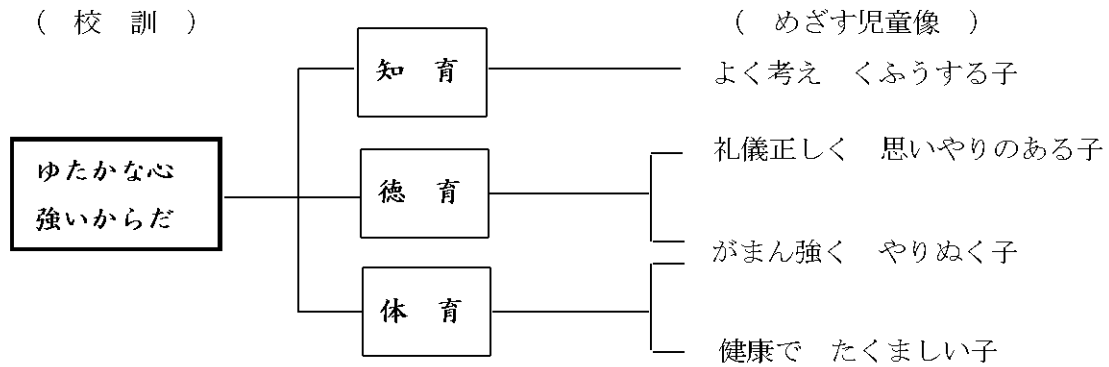 （　校　訓　）
（　めざす児童像　）
知　育
よく考え　くふうする子
ゆたかな心
強いからだ
徳　育
礼儀正しく　思いやりのある子
がまん強く　やりぬく子
体　育
健康で　たくましい子